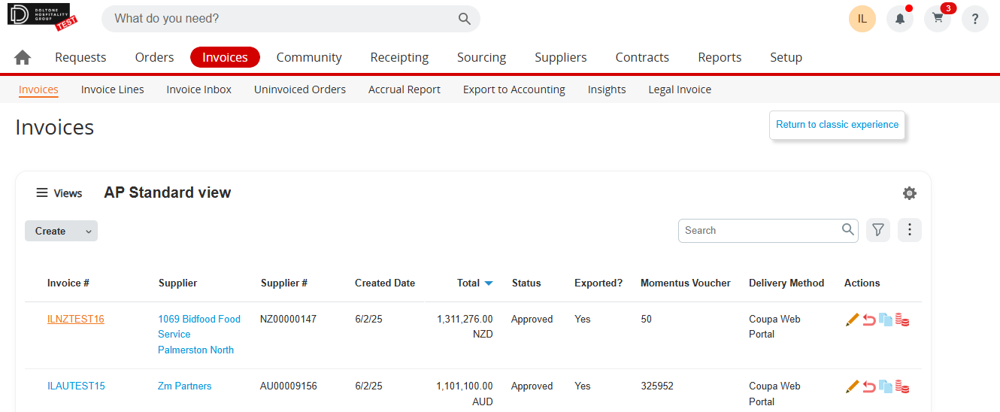 DOLTONE
HOSPITALITY
GROUP
TEST
What do you need?
IL
3
?
Requests Orders Invoices Community Receipting Sourcing Suppliers Contracts Reports Setup
Invoices Invoice Lines Invoice Inbox Uninvoiced Orders Accrual Report Export to Accounting Insights Legal Invoice
Invoices
Return to classic experience
Views AP Standard view
Create
Search
Invoice # Supplier Supplier # Created Date Total Status Exported? Momentus Voucher Delivery Method Actions
ILNZTEST16 1069 Bidfood Food NZ00000147 6/2/25 1,311,276.00 Approved Yes 50 Coupa Web
Service NZD Portal
Palmerston North
ILAUTEST15 Zm Partners AU00009156 6/2/25 1,101,100.00 Approved Yes 325952 Coupa Web
AUD Portal